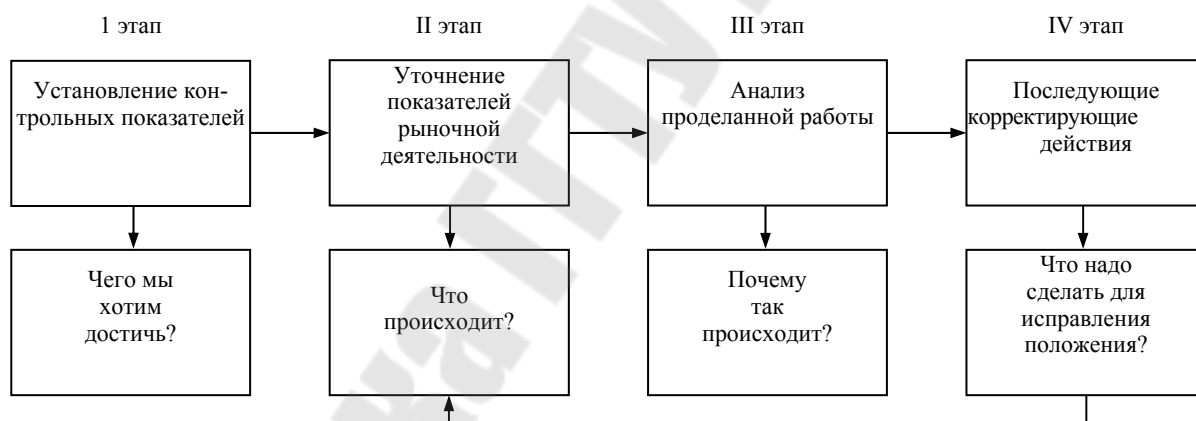 1 этап
II этап
III этап
IV этап
Установление кон-
трольных показателей
Уточнение
показателей
рыночной
деятельности
Анализ
проделанной работы
Последующие
корректирующие
действия
Чего мы
хотим
достичь?
Что
происходит?
Почему
так
происходит?
Что надо
сделать для
исправления
положения?